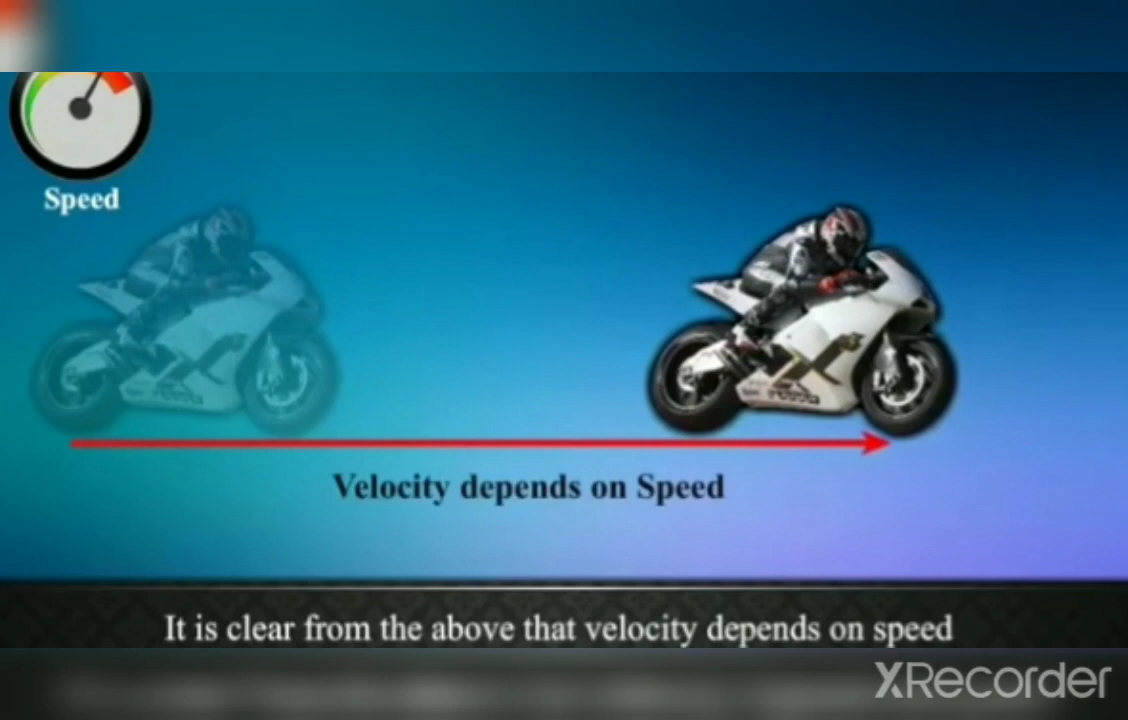 Speed
Velocity depends on Speed
It is clear from the above that velocity depends on speed
XRecorder